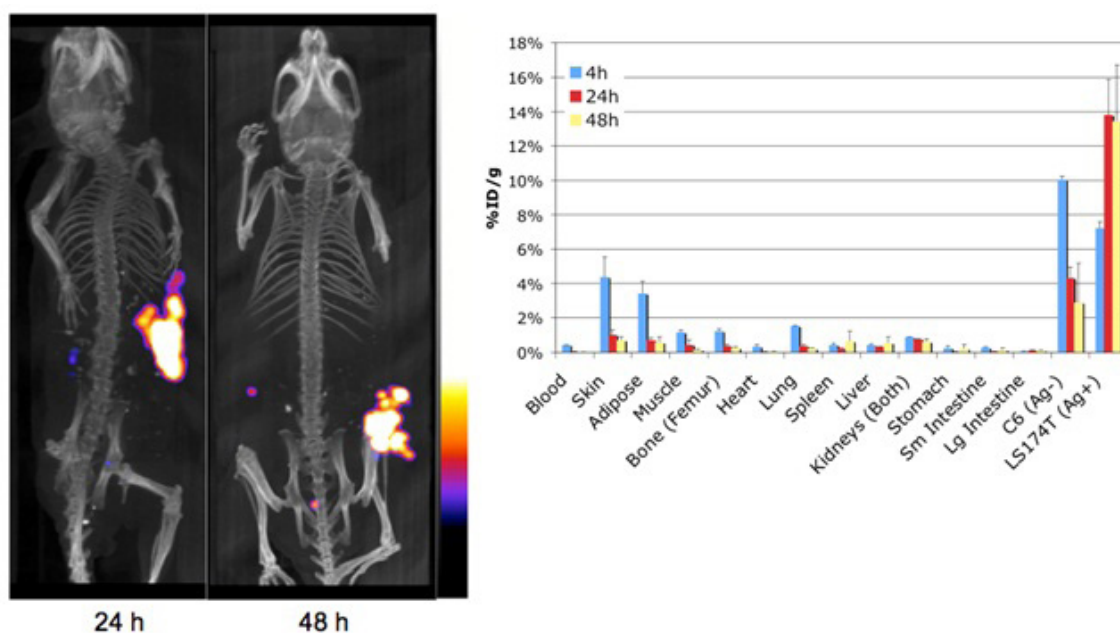 24 h
48 h
18%
16%
14%
12%
10%
8%
6%
4%
2%
0%
%ID/g
4h
24h
48h
Blood
Skin
Adipose
Muscle
Bone (Femur)
Heart
Lung
Spleen
Liver
Kidneys (Both)
Stomach
Sm Intestine
Lg Intestine
C6 (Ag-)
LS174T (Ag+)